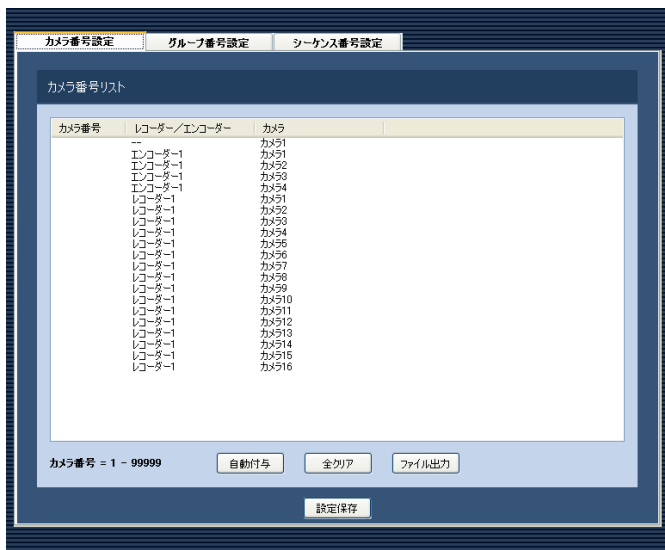 カメラ番号設定 グループ番号設定 シーケンス番号設定
カメラ番号リスト
カメラ番号 レコーダー／エンコーダー カメラ
-- カメラ1
エンコーダー1 カメラ1
エンコーダー1 カメラ2
エンコーダー1 カメラ3
エンコーダー1 カメラ4
レコーダー1 カメラ1
レコーダー1 カメラ2
レコーダー1 カメラ3
レコーダー1 カメラ4
レコーダー1 カメラ5
レコーダー1 カメラ6
レコーダー1 カメラ7
レコーダー1 カメラ8
レコーダー1 カメラ9
レコーダー1 カメラ10
レコーダー1 カメラ11
レコーダー1 カメラ12
レコーダー1 カメラ13
レコーダー1 カメラ14
レコーダー1 カメラ15
レコーダー1 カメラ16
カメラ番号 = 1 - 99999 自動付与 全クリア ファイル出力
設定保存